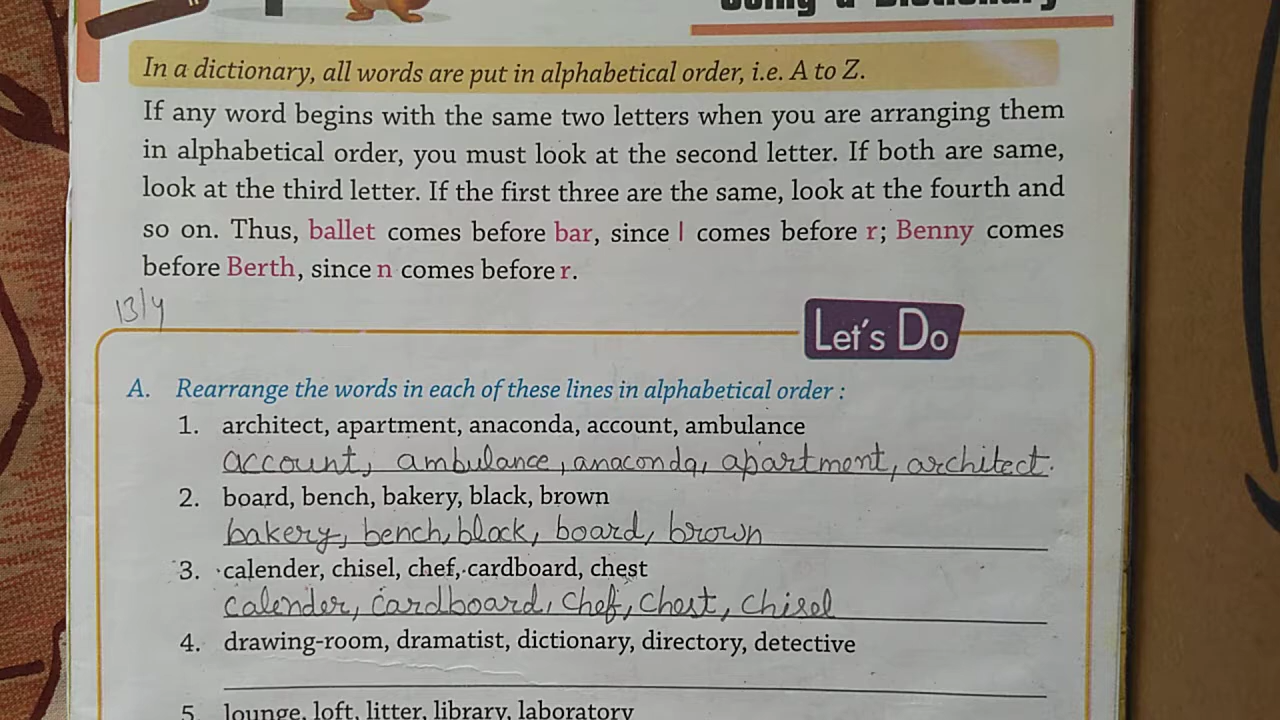 Using a Dictionary
In a dictionary, all words are put in alphabetical order, i.e. A to Z.
If any word begins with the same two letters when you are arranging them
in alphabetical order, you must look at the second letter. If both are same,
look at the third letter. If the first three are the same, look at the fourth and
so on. Thus, ballet comes before bar, since l comes before r; Benny comes
before Berth, since n comes before r.
13/4
Let's Do
A. Rearrange the words in each of these lines in alphabetical order :
1. architect, apartment, anaconda, account, ambulance
account, ambulance, anaconda, apartment, architect.
2. board, bench, bakery, black, brown
bakery, bench, black, board, brown
3. calender, chisel, chef, cardboard, chest
calender, cardboard, chef, chest, chisel
4. drawing-room, dramatist, dictionary, directory, detective
5. lounge, loft, litter, library, laboratory